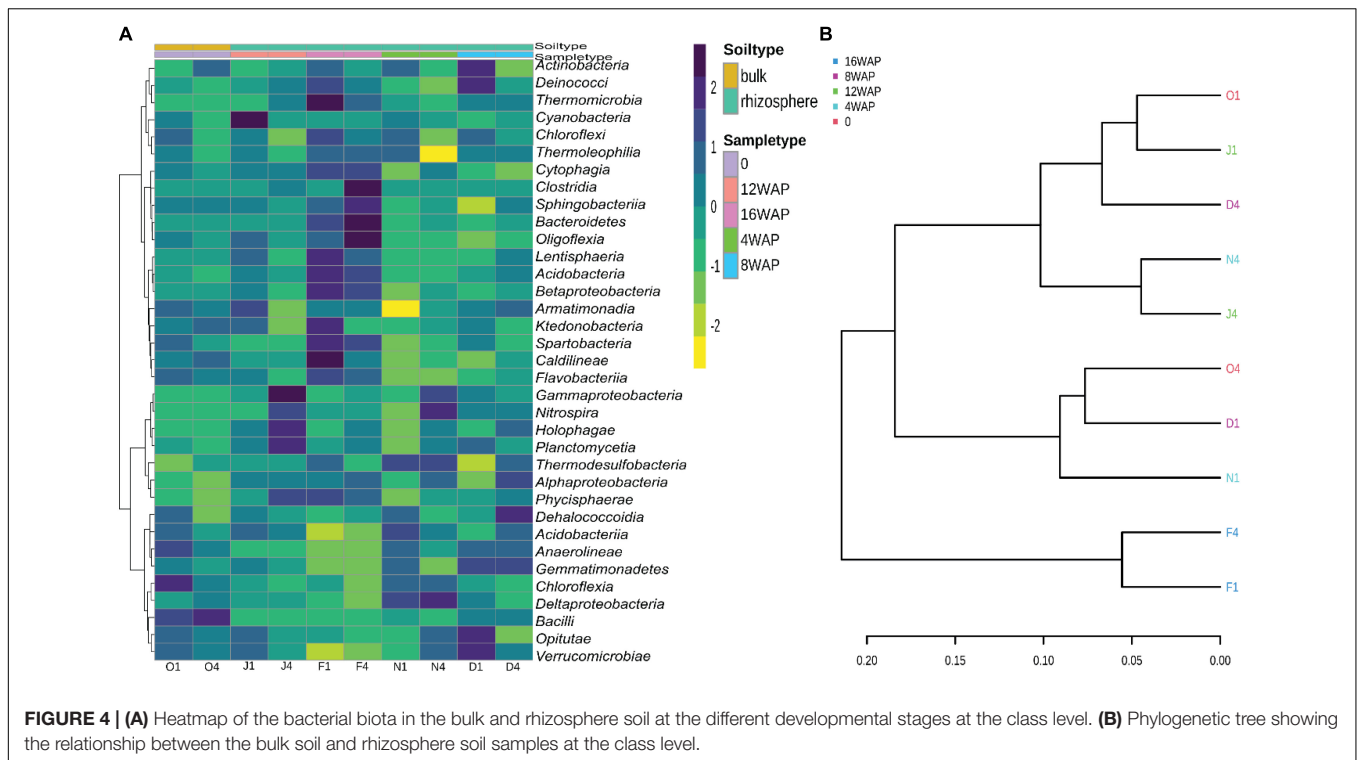 A
Soiltype
Sampletype
Actinobacteria
Deinococci
Thermomicrobia
Cyanobacteria
Chloroflexi
Thermoleophilia
Cytophagia
Clostridia
Sphingobacteriia
Bacteroidetes
Oligoflexia
Lentisphaeria
Acidobacteria
Betaproteobacteria
Armatimonadia
Ktedonobacteria
Spartobacteria
Caldilineae
Flavobacteriia
Gammaproteobacteria
Nitrospira
Holophagae
Planctomycetia
Thermodesulfobacteria
Alphaproteobacteria
Phycisphaerae
Dehalococcoidia
Acidobacteriia
Anaerolineae
Gemmatimonadetes
Chloroflexia
Deltaproteobacteria
Bacilli
Opitutae
Verrucomicrobiae
O1 O4 J1 J4 F1 F4 N1 N4 D1 D4
2
1
0
-1
-2
Soiltype
bulk
rhizosphere
Sampletype
0
12WAP
16WAP
4WAP
8WAP
B
16WAP
8WAP
12WAP
4WAP
0
O1
J1
D4
N4
J4
O4
D1
N1
F4
F1
0.20 0.15 0.10 0.05 0.00
FIGURE 4 | (A) Heatmap of the bacterial biota in the bulk and rhizosphere soil at the different developmental stages at the class level. (B) Phylogenetic tree showing
the relationship between the bulk soil and rhizosphere soil samples at the class level.